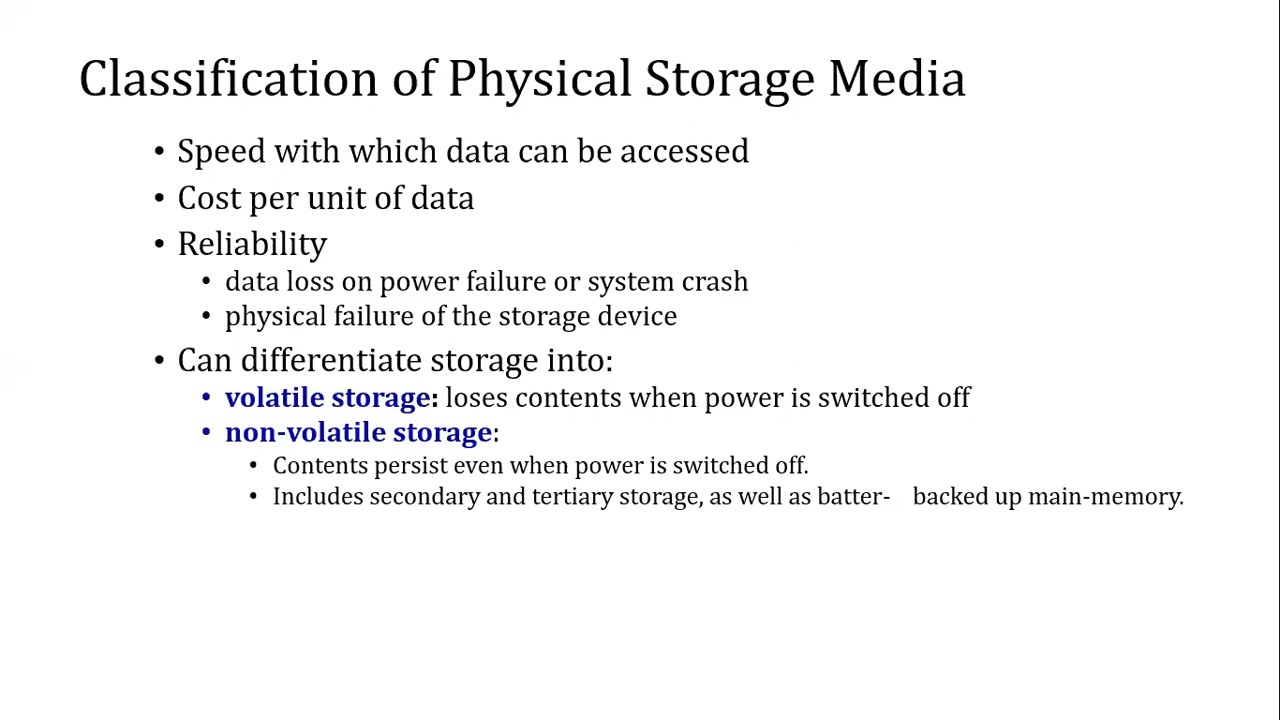 Classification of Physical Storage Media
• Speed with which data can be accessed
• Cost per unit of data
• Reliability
• data loss on power failure or system crash
• physical failure of the storage device
• Can differentiate storage into:
• volatile storage: loses contents when power is switched off
• non-volatile storage:
• Contents persist even when power is switched off.
• Includes secondary and tertiary storage, as well as batter- backed up main-memory.